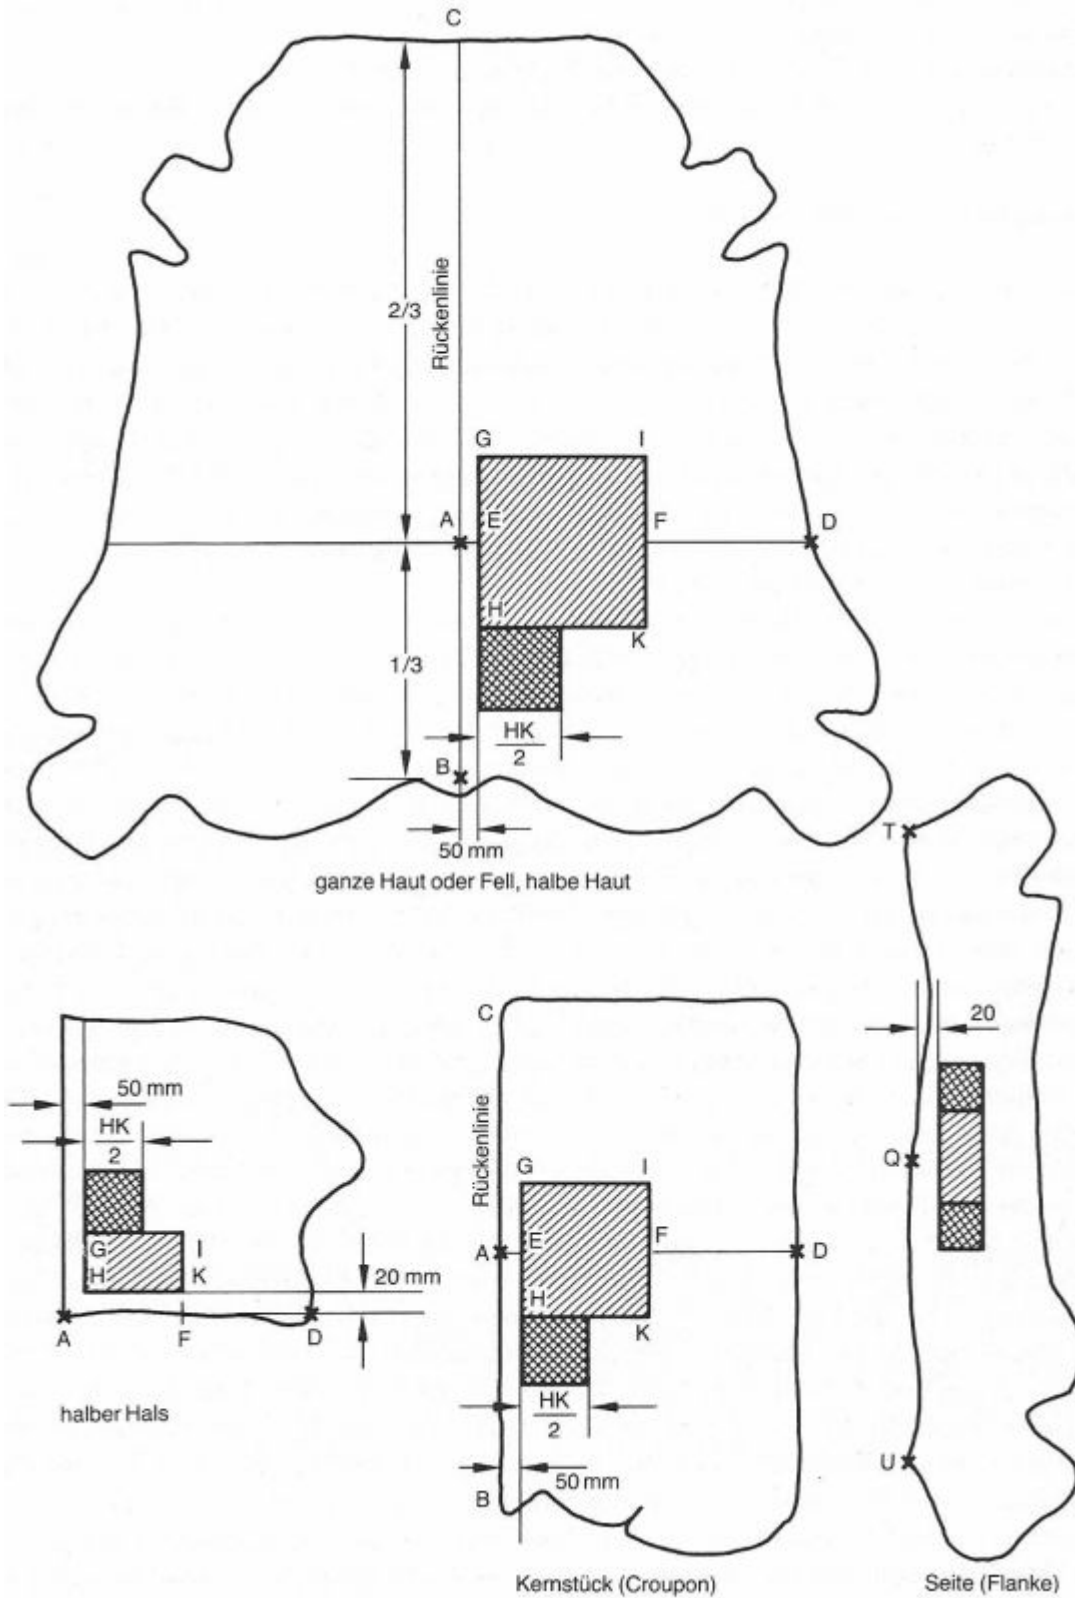 C
2/3
Rückenlinie
G
I
A
E
F
D
H
K
1/3
HK
2
B
50 mm
ganze Haut oder Fell, halbe Haut
T
20
Q
U
Seite (Flanke)
50 mm
HK
2
G
I
H
K
20 mm
A
F
D
halber Hals
C
Rückenlinie
G
I
A
E
F
D
H
K
HK
2
50 mm
B
Kernstück (Croupon)